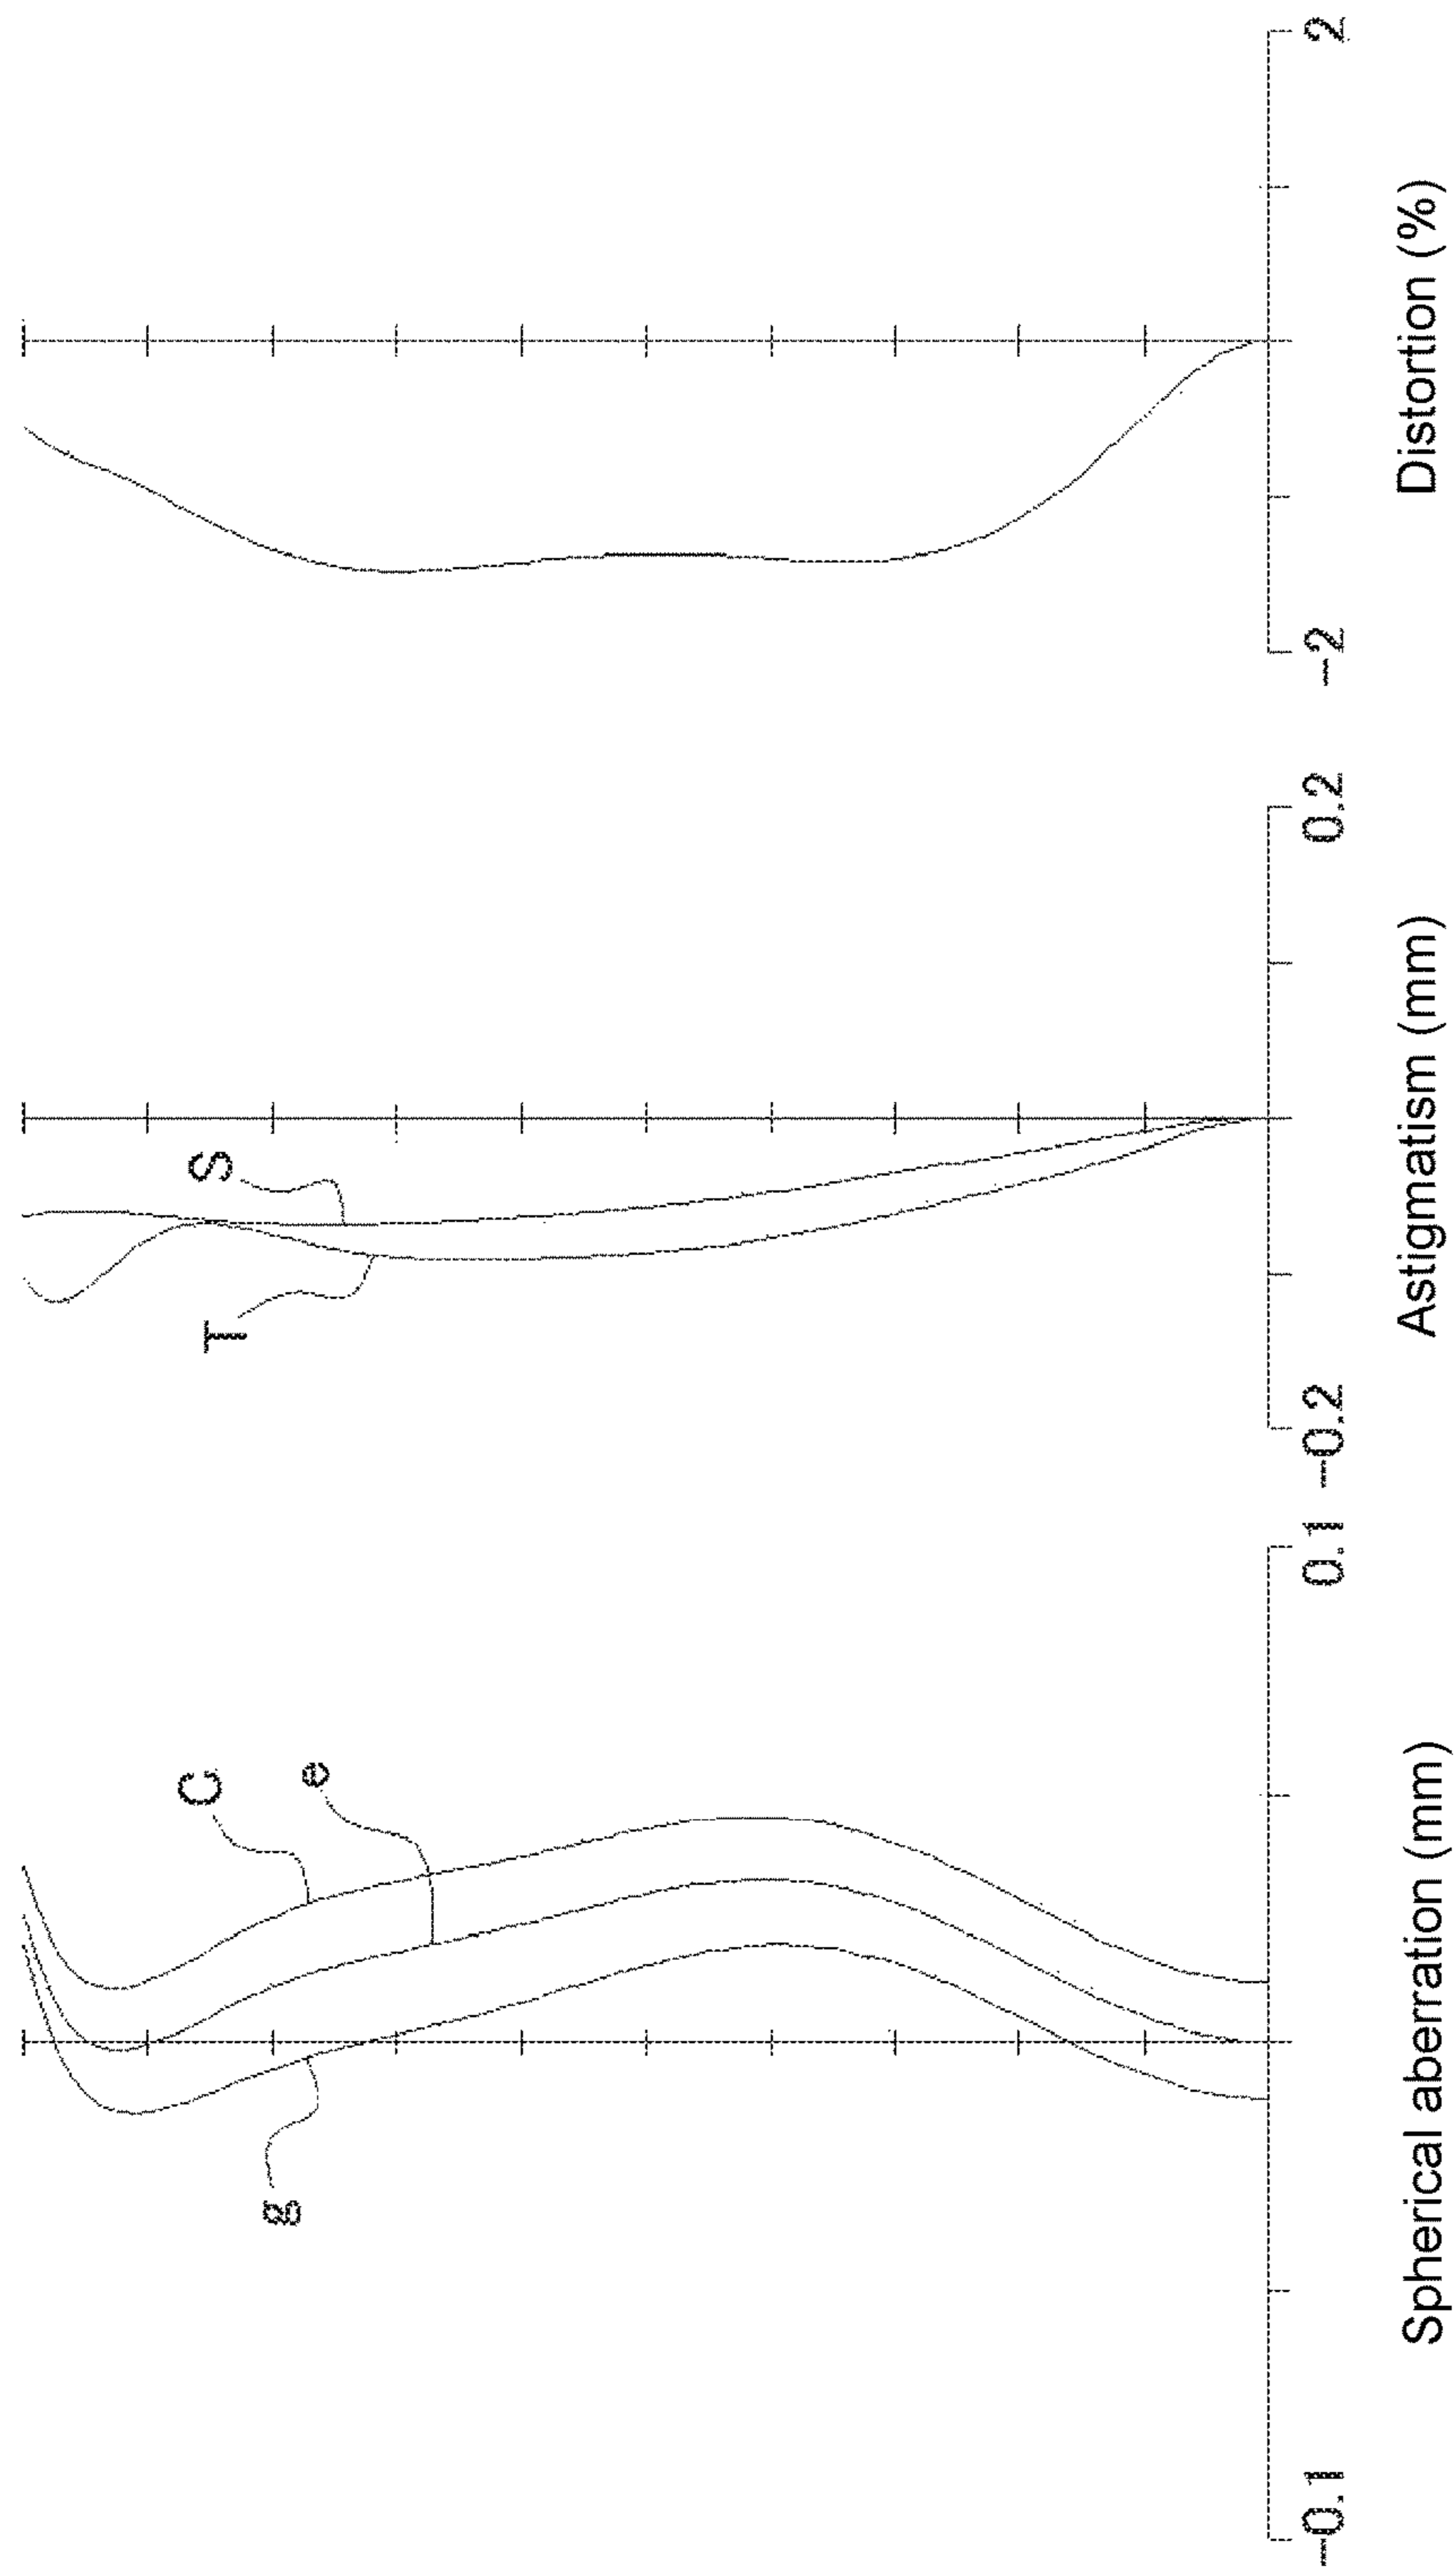 C
e
g
−0.1
0.1
Spherical aberration (mm)
S
T
−0.2
0.2
Astigmatism (mm)
−2
2
Distortion (%)